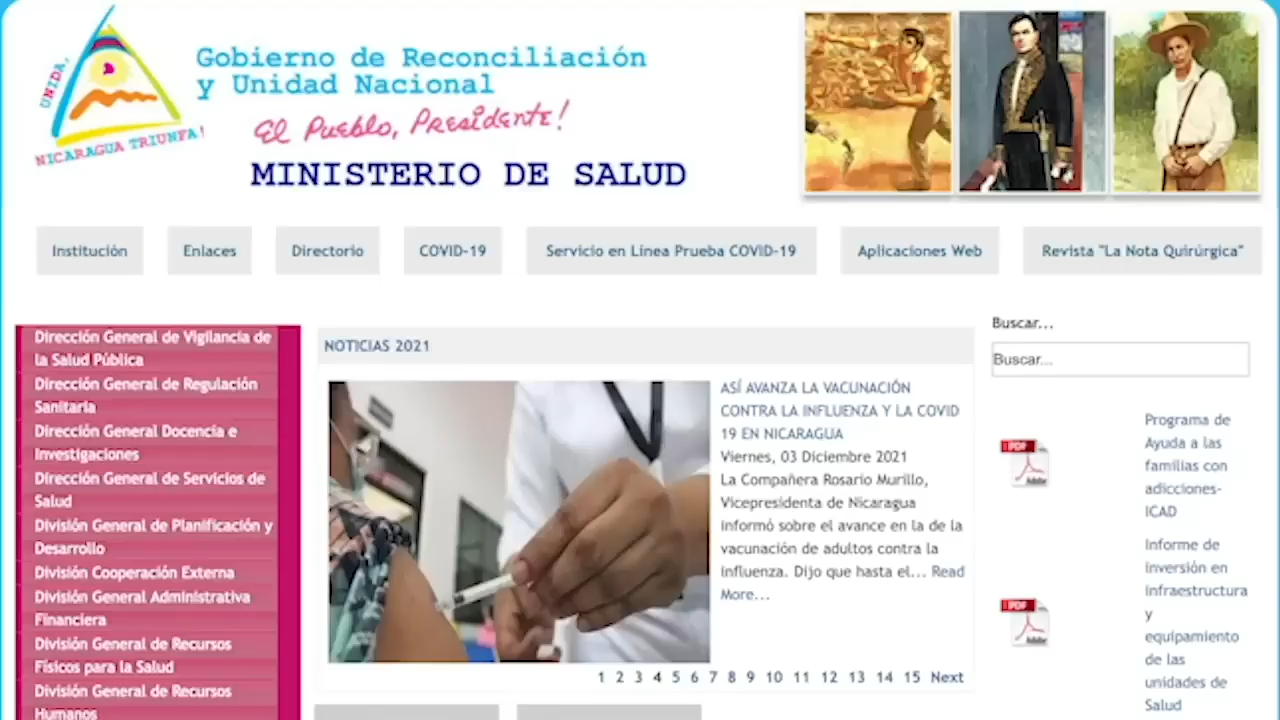 UNIDA,
NICARAGUA TRIUNFA!
Gobierno de Reconciliación
y Unidad Nacional
El Pueblo, Presidente!
MINISTERIO DE SALUD
Institución
Enlaces
Directorio
COVID-19
Servicio en Línea Prueba COVID-19
Aplicaciones Web
Revista "La Nota Quirúrgica"
Dirección General de Vigilancia de
la Salud Pública
Dirección General de Regulación
Sanitaria
Dirección General Docencia e
Investigaciones
Dirección General de Servicios de
Salud
División General de Planificación y
Desarrollo
División Cooperación Externa
División General Administrativa
Financiera
División General de Recursos
Físicos para la Salud
División General de Recursos
Humanos
NOTICIAS 2021
ASÍ AVANZA LA VACUNACIÓN
CONTRA LA INFLUENZA Y LA COVID
19 EN NICARAGUA
Viernes, 03 Diciembre 2021
La Compañera Rosario Murillo,
Vicepresidenta de Nicaragua
informó sobre el avance en la de la
vacunación de adultos contra la
influenza. Dijo que hasta el... Read
More...
1 2 3 4 5 6 7 8 9 10 11 12 13 14 15 Next
Buscar...
Buscar...
PDF
Adobe
Programa de
Ayuda a las
familias con
adicciones-
ICAD
PDF
Adobe
Informe de
inversión en
infraestructura
y
equipamiento
de las
unidades de
Salud